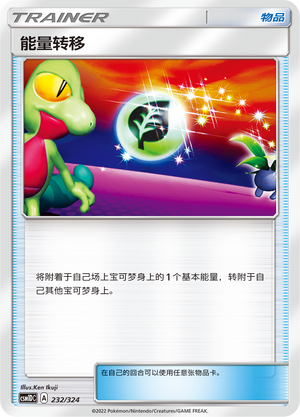 TRAINER
物品
能量转移
将附着于自己场上宝可梦身上的1个基本能量，转附于自
己其他宝可梦身上。
Illus.Ken Ikuji
在自己的回合可以使用任意张物品卡。
CSM1DC A 232/324
©2022 Pokémon/Nintendo/Creatures/GAME FREAK.